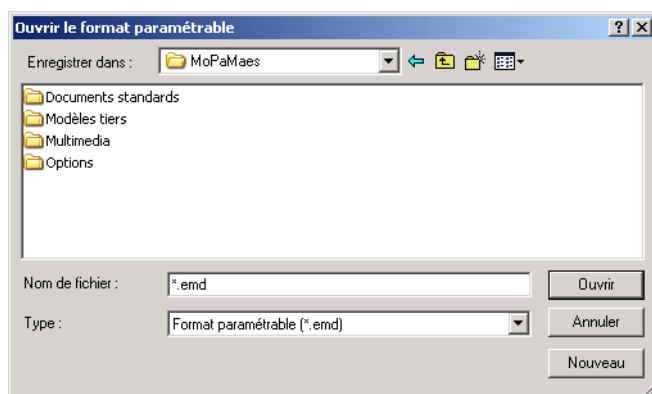 Ouvrir le format paramétrable
Enregistrer dans :
MoPaMaes
Documents standards
Modèles tiers
Multimedia
Options
Nom de fichier :
*.emd
Ouvrir
Type :
Format paramétrable (*.emd)
Annuler
Nouveau